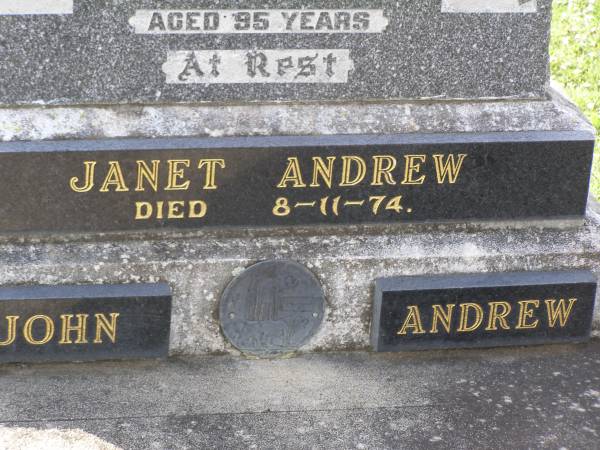 AGED 95 YEARS
At Rest
JANET ANDREW
DIED 8-11-74.
JOHN ANDREW